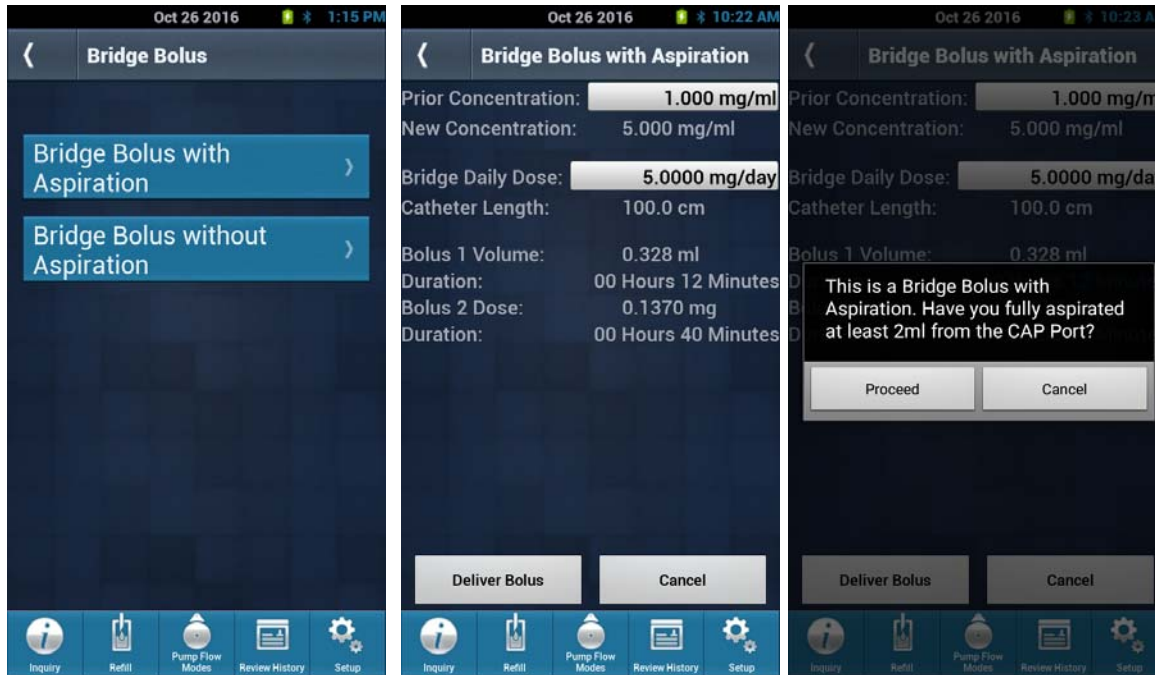 Oct 26 2016 1:15 PM
Bridge Bolus
Bridge Bolus with
Aspiration
Bridge Bolus without
Aspiration
Inquiry Refill Pump Flow Modes Review History Setup
Oct 26 2016 10:22 AM
Bridge Bolus with Aspiration
Prior Concentration: 1.000 mg/ml
New Concentration: 5.000 mg/ml
Bridge Daily Dose: 5.0000 mg/day
Catheter Length: 100.0 cm
Bolus 1 Volume: 0.328 ml
Duration: 00 Hours 12 Minutes
Bolus 2 Dose: 0.1370 mg
Duration: 00 Hours 40 Minutes
Deliver Bolus Cancel
Inquiry Refill Pump Flow Modes Review History Setup
Oct 26 2016 10:23 A
Bridge Bolus with Aspiration
Prior Concentration: 1.000 mg/m
New Concentration: 5.000 mg/ml
Bridge Daily Dose: 5.0000 mg/da
Catheter Length: 100.0 cm
Bolus 1 Volume: 0.328 ml
This is a Bridge Bolus with
Aspiration. Have you fully aspirated
at least 2ml from the CAP Port?
Proceed Cancel
Deliver Bolus Cancel
Inquiry Refill Pump Flow Modes Review History Setup